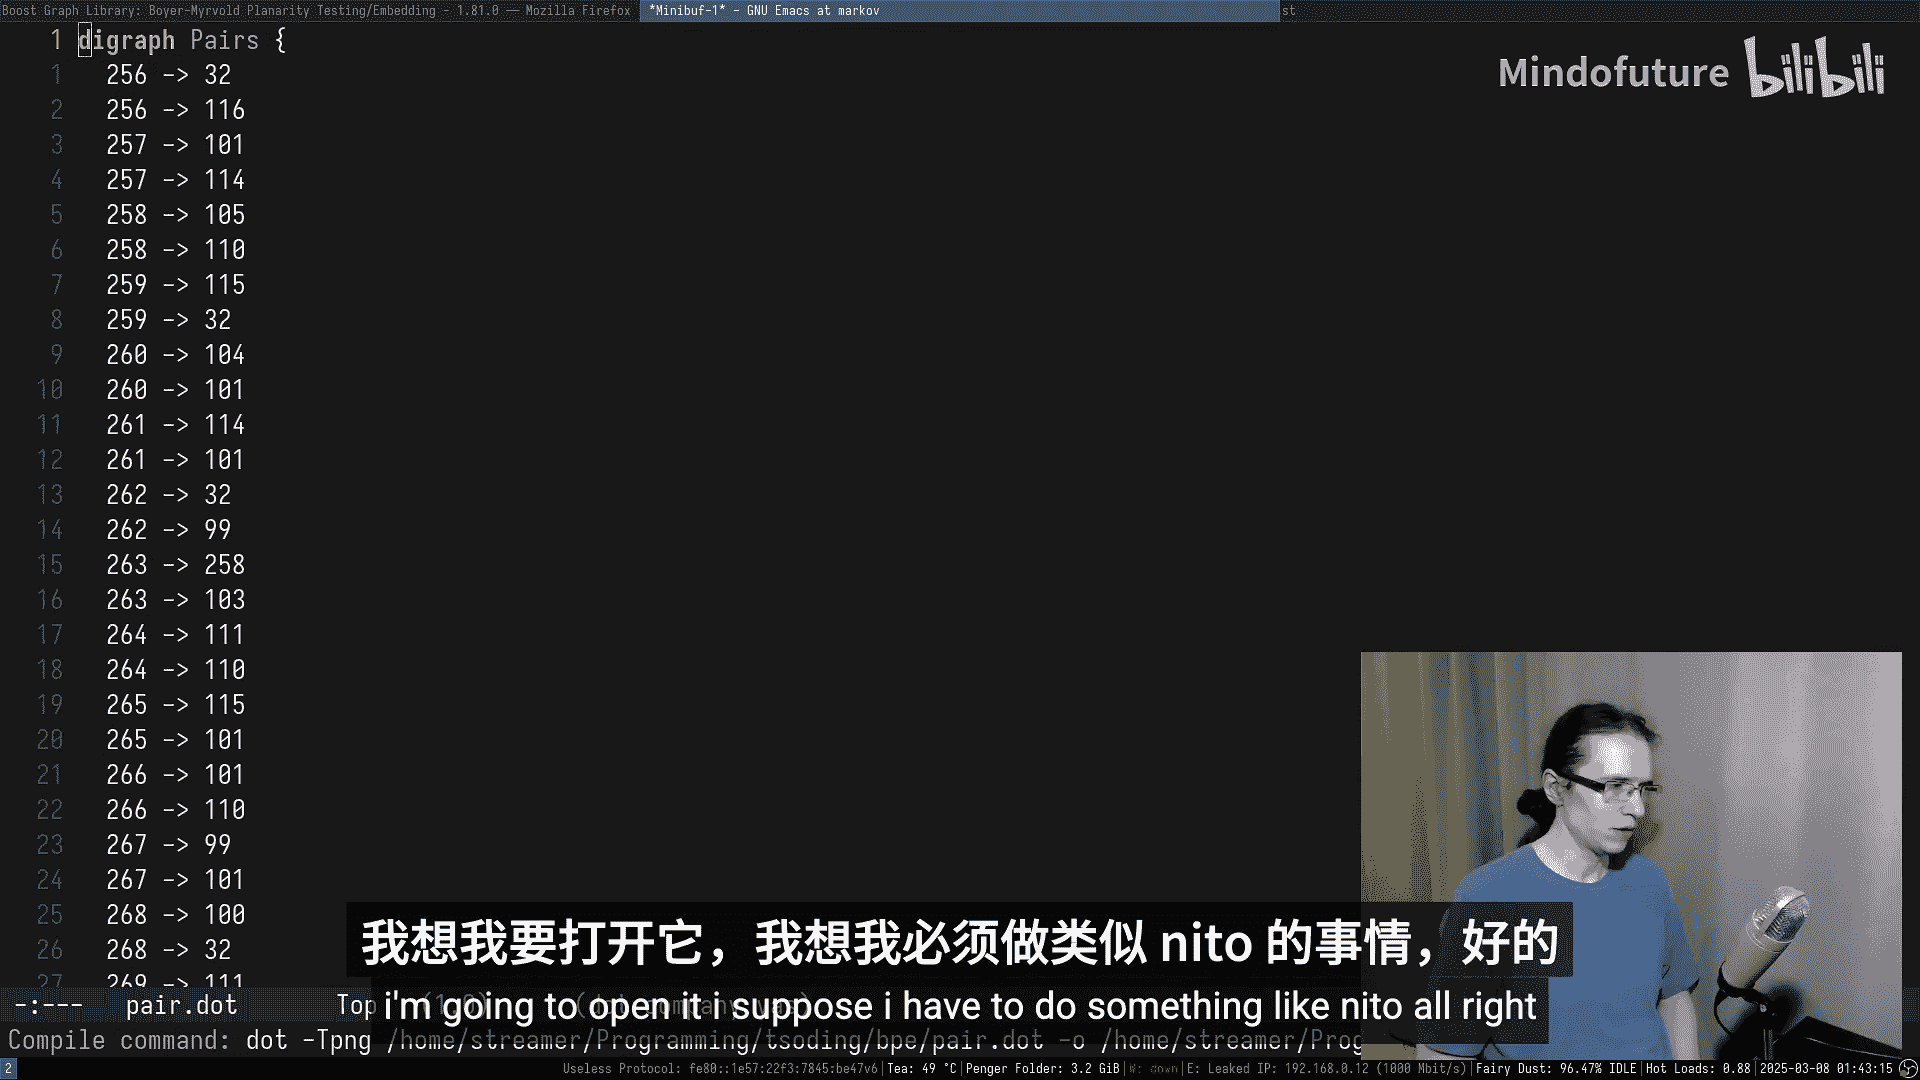 Boost Graph Library: Boyer-Myrvold Planarity Testing/Embedding - 1.81.0 — Mozilla Firefox
*Minibuf-1* - GNU Emacs at markov
st
1 digraph Pairs {
1 256 -> 32
2 256 -> 116
3 257 -> 101
4 257 -> 114
5 258 -> 105
6 258 -> 110
7 259 -> 115
8 259 -> 32
9 260 -> 104
10 260 -> 101
11 261 -> 114
12 261 -> 101
13 262 -> 32
14 262 -> 99
15 263 -> 258
16 263 -> 103
17 264 -> 111
18 264 -> 110
19 265 -> 115
20 265 -> 101
21 266 -> 101
22 266 -> 110
23 267 -> 99
24 267 -> 101
25 268 -> 100
26 268 -> 32
27 269 -> 111
Mindofuture bilibili
我想我要打开它，我想我必须做类似 nito 的事情，好的
i'm going to open it i suppose i have to do something like nito all right
-:--- pair.dot Top
Compile command: dot -Tpng /home/streamer/Programming/tsoding/bpe/pair.dot -o /home/streamer/Prog
2 Useless Protocol: fe80::1e57:22f3:7845:be47v6|Tea: 49 °C|Penger Folder: 3.2 GiB|W: down|E: Leaked IP: 192.168.0.12 (1000 Mbit/s)|Fairy Dust: 96.47% IDLE|Hot Loads: 0.88|2025-03-08 01:43:15